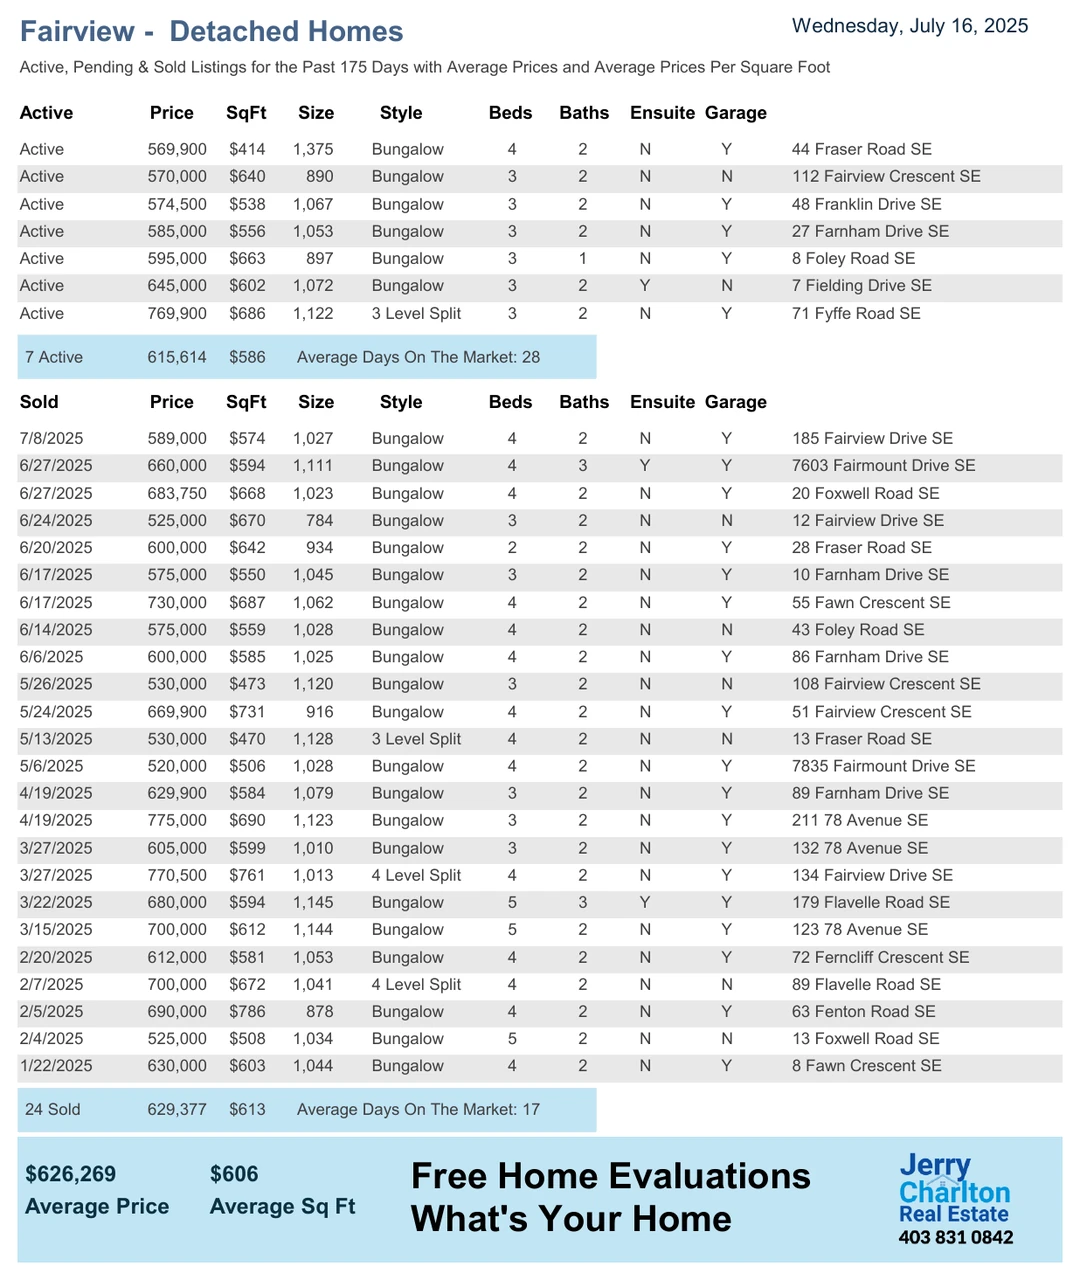 Fairview - Detached Homes
Wednesday, July 16, 2025
Active, Pending & Sold Listings for the Past 175 Days with Average Prices and Average Prices Per Square Foot
Active Price SqFt Size Style Beds Baths Ensuite Garage
Active 569,900 $414 1,375 Bungalow 4 2 N Y 44 Fraser Road SE
Active 570,000 $640 890 Bungalow 3 2 N N 112 Fairview Crescent SE
Active 574,500 $538 1,067 Bungalow 3 2 N Y 48 Franklin Drive SE
Active 585,000 $556 1,053 Bungalow 3 2 N Y 27 Farnham Drive SE
Active 595,000 $663 897 Bungalow 3 1 N Y 8 Foley Road SE
Active 645,000 $602 1,072 Bungalow 3 2 Y N 7 Fielding Drive SE
Active 769,900 $686 1,122 3 Level Split 3 2 N Y 71 Fyffe Road SE
7 Active 615,614 $586 Average Days On The Market: 28
Sold Price SqFt Size Style Beds Baths Ensuite Garage
7/8/2025 589,000 $574 1,027 Bungalow 4 2 N Y 185 Fairview Drive SE
6/27/2025 660,000 $594 1,111 Bungalow 4 3 Y Y 7603 Fairmount Drive SE
6/27/2025 683,750 $668 1,023 Bungalow 4 2 N Y 20 Foxwell Road SE
6/24/2025 525,000 $670 784 Bungalow 3 2 N N 12 Fairview Drive SE
6/20/2025 600,000 $642 934 Bungalow 2 2 N Y 28 Fraser Road SE
6/17/2025 575,000 $550 1,045 Bungalow 3 2 N Y 10 Farnham Drive SE
6/17/2025 730,000 $687 1,062 Bungalow 4 2 N Y 55 Fawn Crescent SE
6/14/2025 575,000 $559 1,028 Bungalow 4 2 N N 43 Foley Road SE
6/6/2025 600,000 $585 1,025 Bungalow 4 2 N Y 86 Farnham Drive SE
5/26/2025 530,000 $473 1,120 Bungalow 3 2 N N 108 Fairview Crescent SE
5/24/2025 669,900 $731 916 Bungalow 4 2 N Y 51 Fairview Crescent SE
5/13/2025 530,000 $470 1,128 3 Level Split 4 2 N N 13 Fraser Road SE
5/6/2025 520,000 $506 1,028 Bungalow 4 2 N Y 7835 Fairmount Drive SE
4/19/2025 629,900 $584 1,079 Bungalow 3 2 N Y 89 Farnham Drive SE
4/19/2025 775,000 $690 1,123 Bungalow 3 2 N Y 211 78 Avenue SE
3/27/2025 605,000 $599 1,010 Bungalow 3 2 N Y 132 78 Avenue SE
3/27/2025 770,500 $761 1,013 4 Level Split 4 2 N Y 134 Fairview Drive SE
3/22/2025 680,000 $594 1,145 Bungalow 5 3 Y Y 179 Flavelle Road SE
3/15/2025 700,000 $612 1,144 Bungalow 5 2 N Y 123 78 Avenue SE
2/20/2025 612,000 $581 1,053 Bungalow 4 2 N Y 72 Ferncliff Crescent SE
2/7/2025 700,000 $672 1,041 4 Level Split 4 2 N N 89 Flavelle Road SE
2/5/2025 690,000 $786 878 Bungalow 4 2 N Y 63 Fenton Road SE
2/4/2025 525,000 $508 1,034 Bungalow 5 2 N N 13 Foxwell Road SE
1/22/2025 630,000 $603 1,044 Bungalow 4 2 N Y 8 Fawn Crescent SE
24 Sold 629,377 $613 Average Days On The Market: 17
$626,269 $606
Average Price Average Sq Ft
Free Home Evaluations
What's Your Home
Jerry
Charlton
Real Estate
403 831 0842